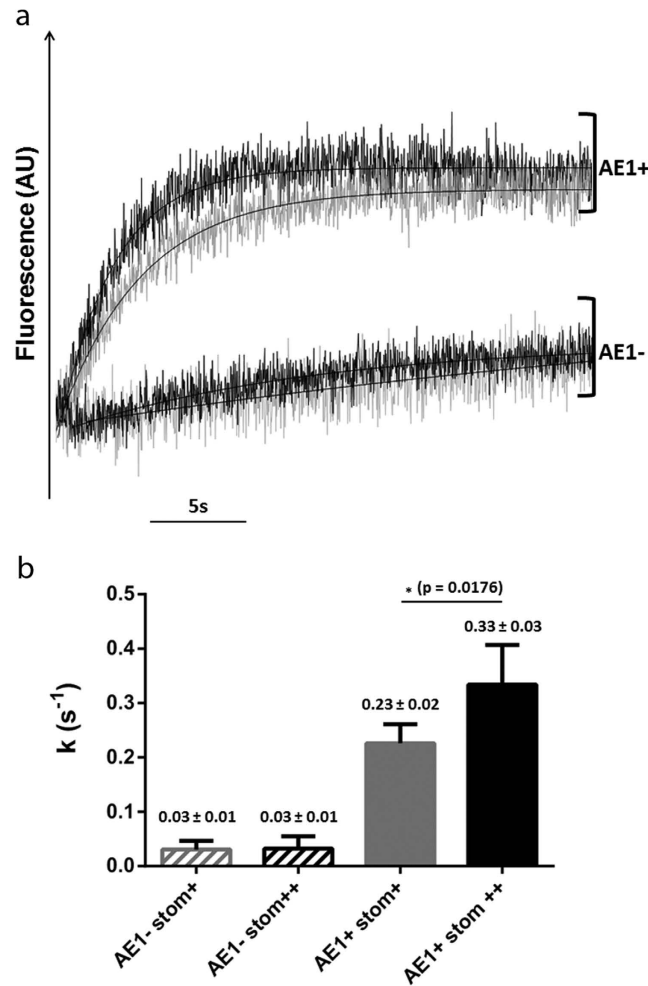 a
Fluorescence (AU)
AE1+
AE1-
5s
b
k (s⁻¹)
0.5
0.4
0.3
0.2
0.1
0.0
* (p = 0.0176)
0.33 ± 0.03
0.23 ± 0.02
0.03 ± 0.01
0.03 ± 0.01
AE1- stom+
AE1- stom++
AE1+ stom+
AE1+ stom ++